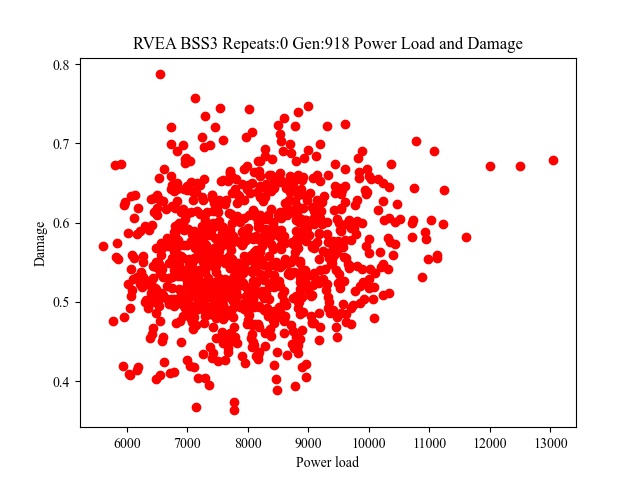 RVEA BSS3 Repeats:0 Gen:918 Power Load and Damage
0.8
0.7
0.6
0.5
0.4
Damage
6000 7000 8000 9000 10000 11000 12000 13000
Power load